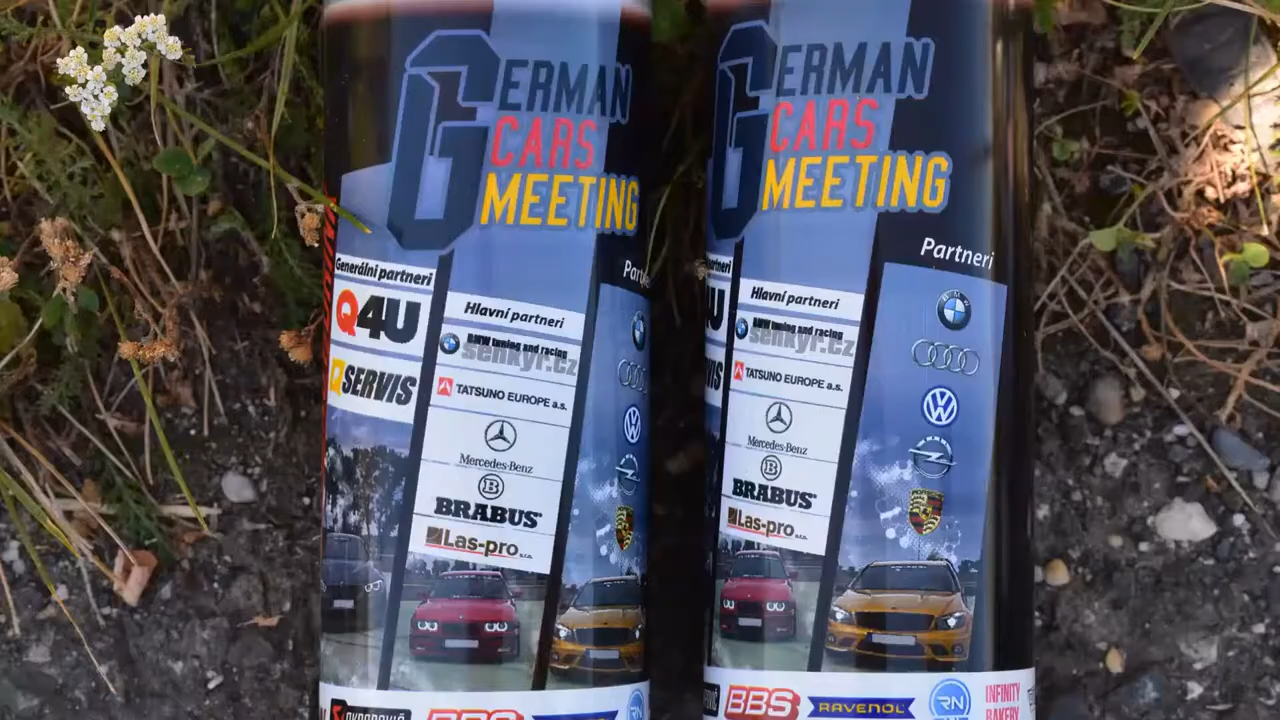 GERMAN
CARS
MEETING
Generální partneri
Q4U
QSERVIS
Hlavní partneri
BMW tuning and racing
senkyr.cz
TATSUNO EUROPE a.s.
Mercedes-Benz
B
BRABUS
Las-pro s.r.o.
GERMAN
CARS
MEETING
Partneri
Hlavní partneri
BMW tuning and racing
senkyr.cz
TATSUNO EUROPE a.s.
Mercedes-Benz
B
BRABUS
Las-pro s.r.o.
BMW
BBS
RAVENOL
RN
INFINITY
BAKERY